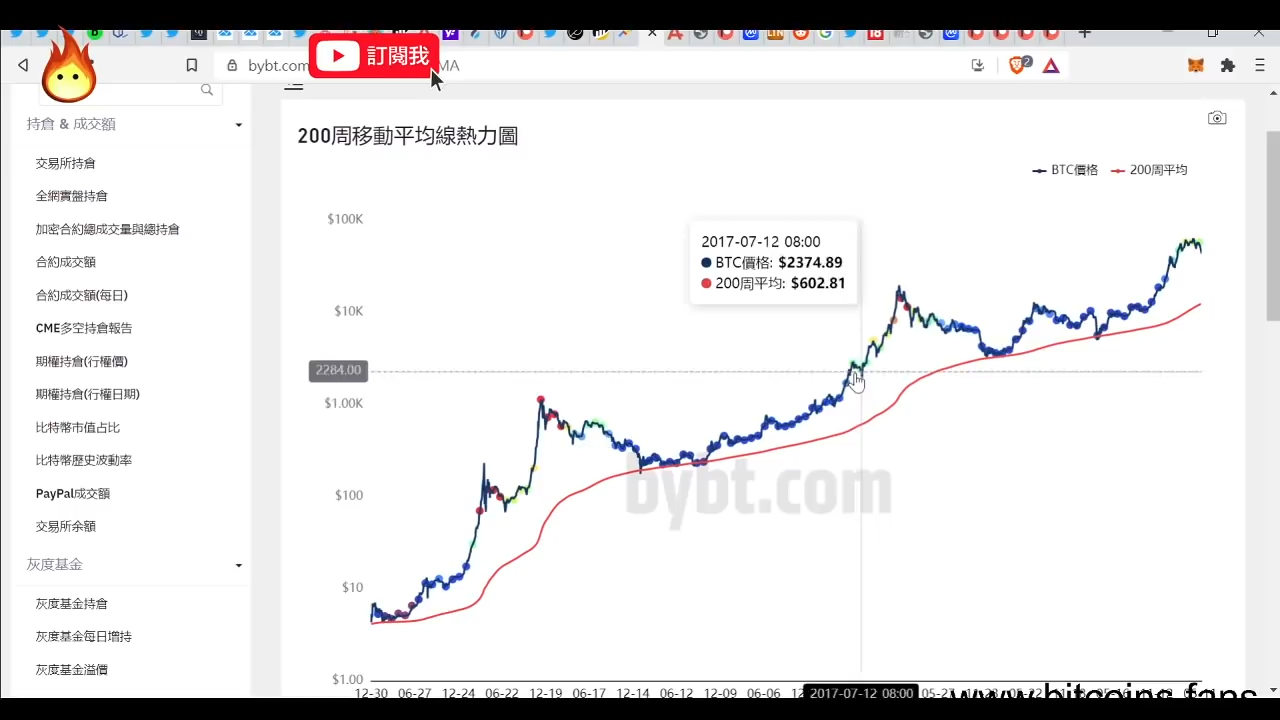 訂閱我
bybt.com
MA
2
持倉 & 成交額
交易所持倉
全網實盤持倉
加密合約總成交量與總持倉
合約成交額
合約成交額(每日)
CME多空持倉報告
期權持倉(行權價)
期權持倉(行權日期)
比特幣市值占比
比特幣歷史波動率
PayPal成交額
交易所余額
灰度基金
灰度基金持倉
灰度基金每日增持
灰度基金溢價
200周移動平均線熱力圖
BTC價格 200周平均
$100K
2017-07-12 08:00
BTC價格: $2374.89
200周平均: $602.81
$10K
2284.00
$1.00K
bybt.com
$100
$10
$1.00
12-30 06-27 12-24 06-22 12-19 06-17 12-14 06-12 12-09 06-06 2017-07-12 08:00 05-27
www.bitcoins.fans